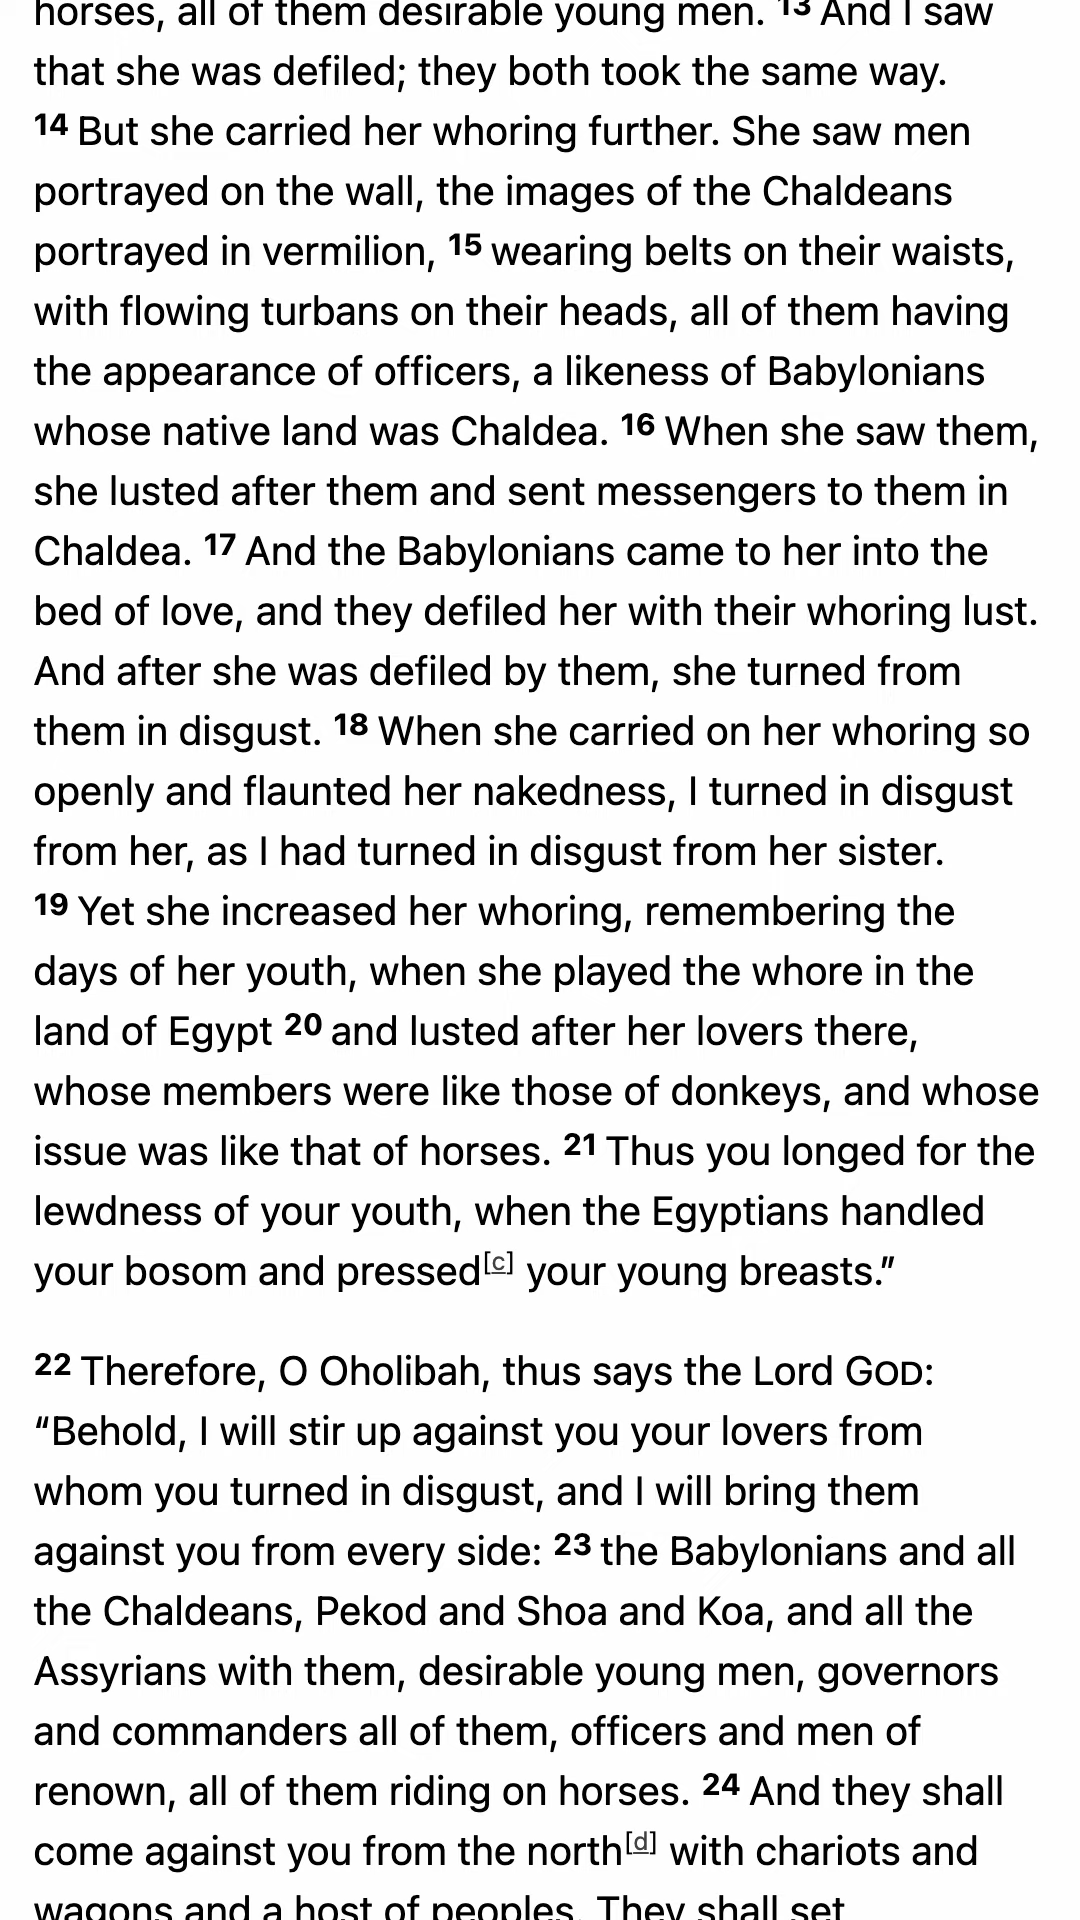 horses, all of them desirable young men. 13 And I saw
that she was defiled; they both took the same way.
14 But she carried her whoring further. She saw men
portrayed on the wall, the images of the Chaldeans
portrayed in vermilion, 15 wearing belts on their waists,
with flowing turbans on their heads, all of them having
the appearance of officers, a likeness of Babylonians
whose native land was Chaldea. 16 When she saw them,
she lusted after them and sent messengers to them in
Chaldea. 17 And the Babylonians came to her into the
bed of love, and they defiled her with their whoring lust.
And after she was defiled by them, she turned from
them in disgust. 18 When she carried on her whoring so
openly and flaunted her nakedness, I turned in disgust
from her, as I had turned in disgust from her sister.
19 Yet she increased her whoring, remembering the
days of her youth, when she played the whore in the
land of Egypt 20 and lusted after her lovers there,
whose members were like those of donkeys, and whose
issue was like that of horses. 21 Thus you longed for the
lewdness of your youth, when the Egyptians handled
your bosom and pressed[c] your young breasts.”
22 Therefore, O Oholibah, thus says the Lord GOD:
“Behold, I will stir up against you your lovers from
whom you turned in disgust, and I will bring them
against you from every side: 23 the Babylonians and all
the Chaldeans, Pekod and Shoa and Koa, and all the
Assyrians with them, desirable young men, governors
and commanders all of them, officers and men of
renown, all of them riding on horses. 24 And they shall
come against you from the north[d] with chariots and
wagons and a host of peoples. They shall set